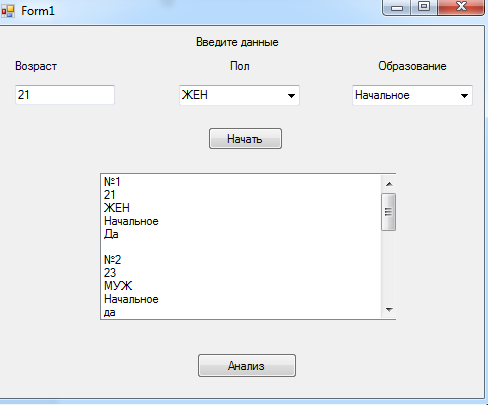 Form1
Введите данные
Возраст Пол Образование
21 ЖЕН Начальное
Начать
№1
21
ЖЕН
Начальное
Да
№2
23
МУЖ
Начальное
да
Анализ